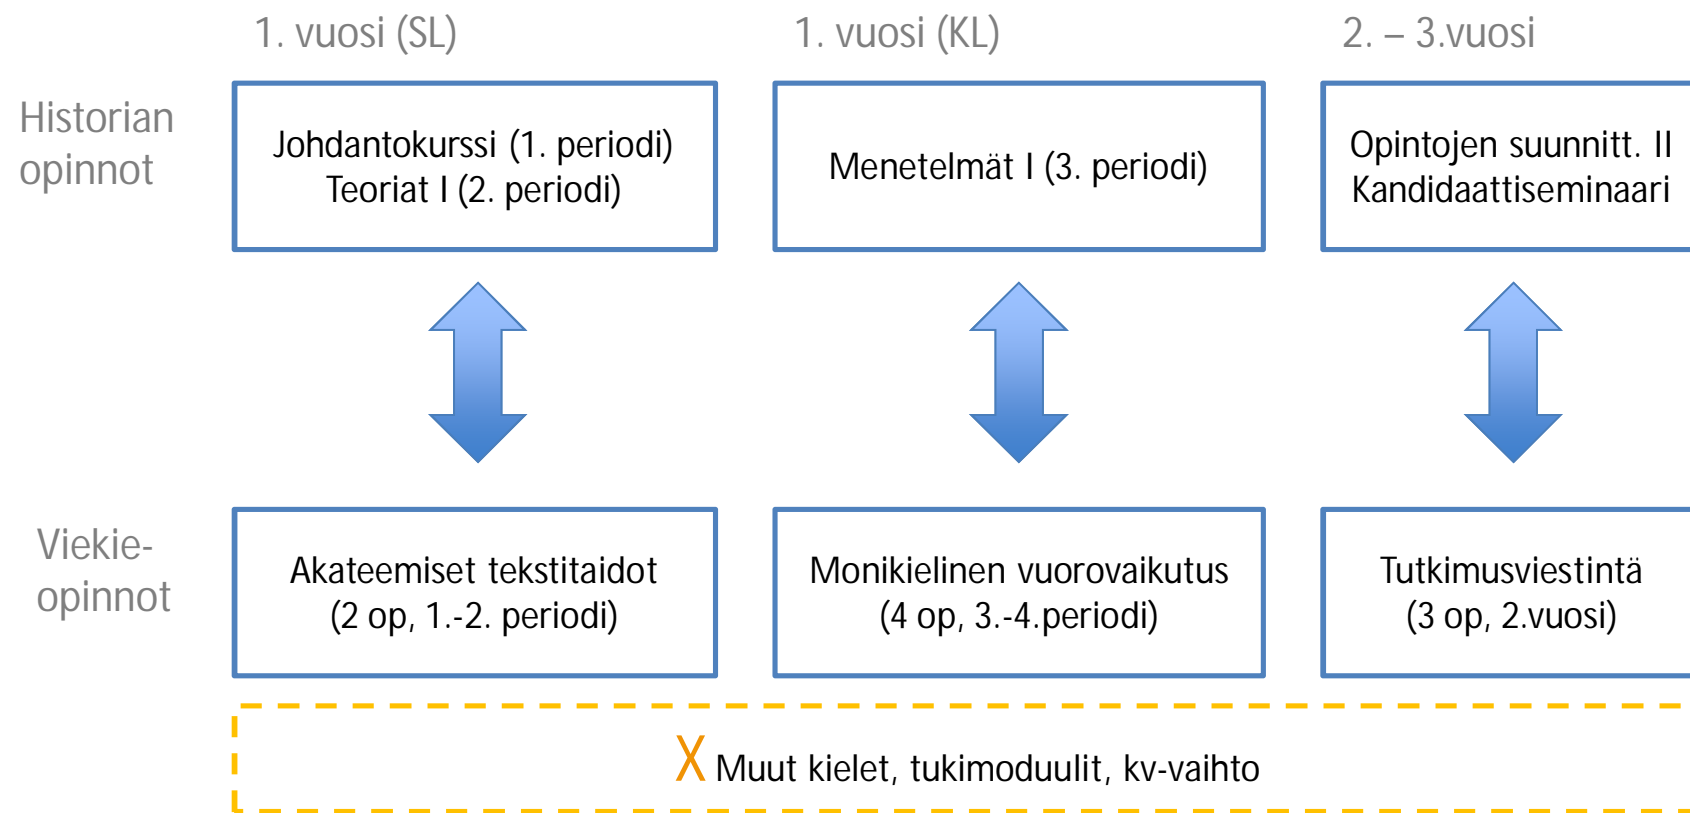 1. vuosi (SL)
1. vuosi (KL)
2. – 3.vuosi
Historian
opinnot
Johdantokurssi (1. periodi)
Teoriat I (2. periodi)
Menetelmät I (3. periodi)
Opintojen suunnitt. II
Kandidaattiseminaari
Viekie-
opinnot
Akateemiset tekstitaidot
(2 op, 1.-2. periodi)
Monikielinen vuorovaikutus
(4 op, 3.-4.periodi)
Tutkimusviestintä
(3 op, 2.vuosi)
X Muut kielet, tukimoduulit, kv-vaihto